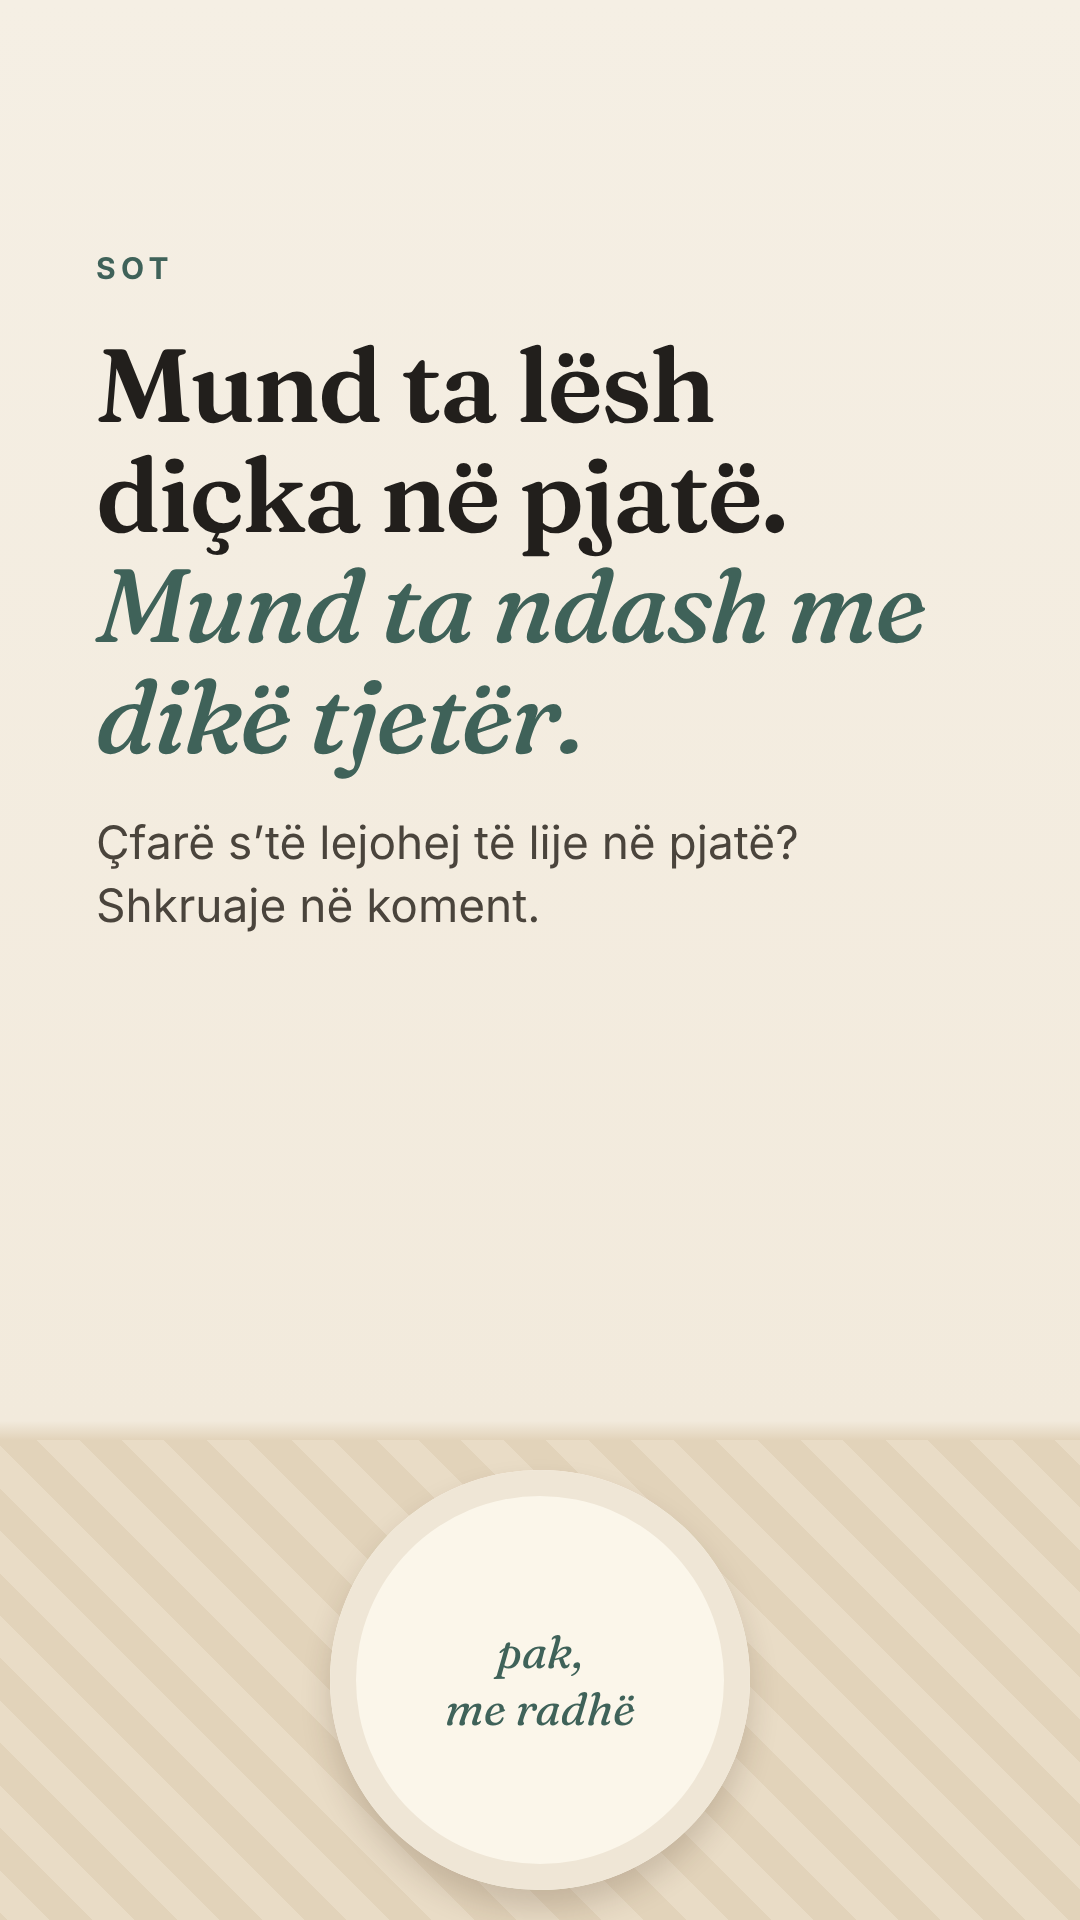 SOT
Mund ta lësh
diçka në pjatë.
Mund ta ndash me
dikë tjetër.
Çfarë s’të lejohej të lije në pjatë?
Shkruaje në koment.
pak,
me radhë